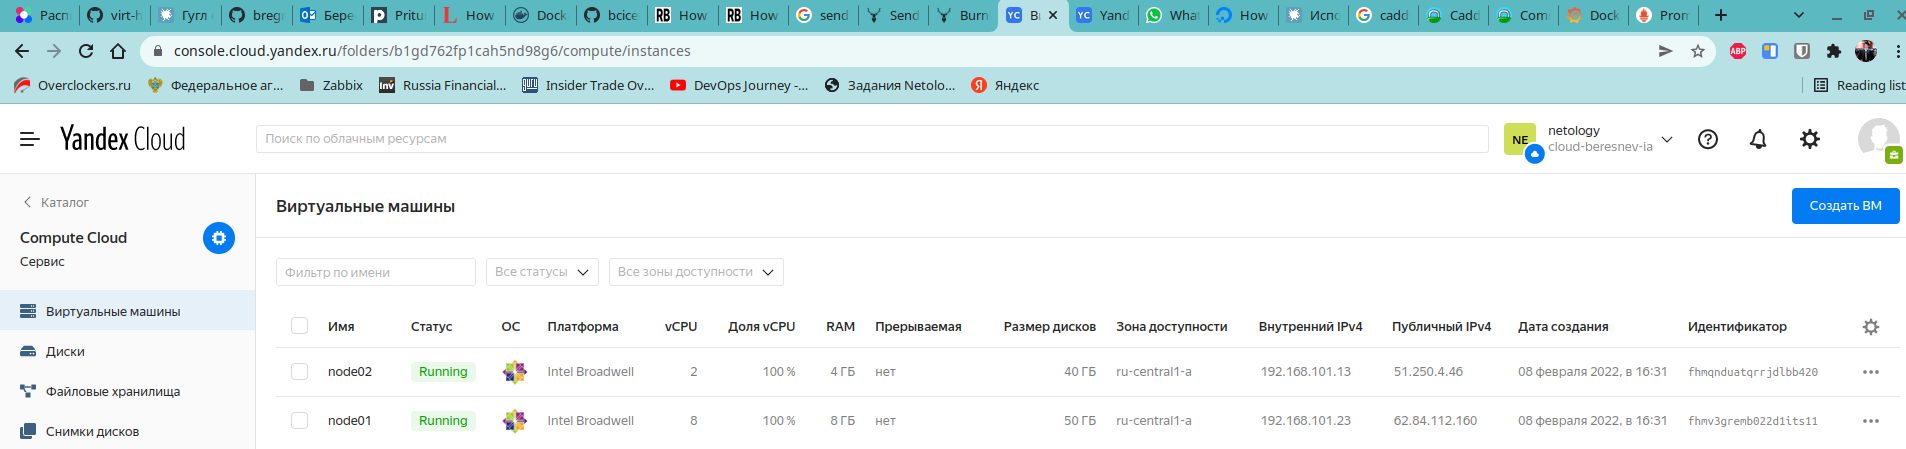 Распи virt-h Гугл bregr Бере Pritu How Dock bcice How How send Send Burn Ви Yand What How Испо cadd Cadd Com Dock Prom
console.cloud.yandex.ru/folders/b1gd762fp1cah5nd98g6/compute/instances
ABP
Overclockers.ru Федеральное аг... Zabbix Russia Financial... Insider Trade Ov... DevOps Journey -... Задания Netolo... Яндекс Reading list
Yandex Cloud Поиск по облачным ресурсам NE netology
cloud-beresnev-ia
Каталог
Compute Cloud
Сервис
Виртуальные машины
Диски
Файловые хранилища
Снимки дисков
Виртуальные машины Создать ВМ
Фильтр по имени Все статусы Все зоны доступности
Имя Статус ОС Платформа vCPU Доля vCPU RAM Прерываемая Размер дисков Зона доступности Внутренний IPv4 Публичный IPv4 Дата создания Идентификатор
node02 Running Intel Broadwell 2 100 % 4 ГБ нет 40 ГБ ru-central1-a 192.168.101.13 51.250.4.46 08 февраля 2022, в 16:31 fhmqnduatqrrjdlbb420
node01 Running Intel Broadwell 8 100 % 8 ГБ нет 50 ГБ ru-central1-a 192.168.101.23 62.84.112.160 08 февраля 2022, в 16:31 fhmv3gremb022d1its11